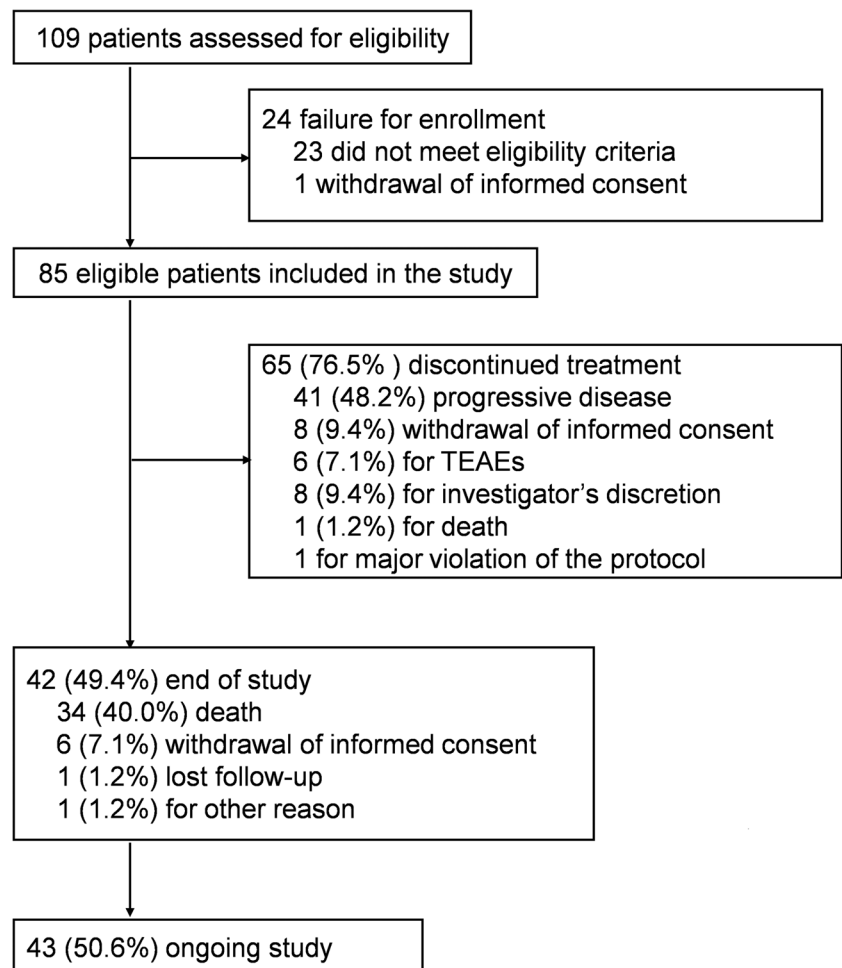 109 patients assessed for eligibility
24 failure for enrollment
23 did not meet eligibility criteria
1 withdrawal of informed consent
85 eligible patients included in the study
65 (76.5% ) discontinued treatment
41 (48.2%) progressive disease
8 (9.4%) withdrawal of informed consent
6 (7.1%) for TEAEs
8 (9.4%) for investigator's discretion
1 (1.2%) for death
1 for major violation of the protocol
42 (49.4%) end of study
34 (40.0%) death
6 (7.1%) withdrawal of informed consent
1 (1.2%) lost follow-up
1 (1.2%) for other reason
43 (50.6%) ongoing study